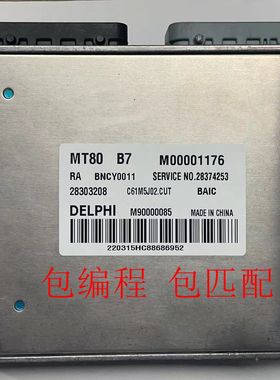 MT80 B7 M00001176
RA BNCY0011 SERVICE NO.28374253
28303208 C61M5J02.CUT BAIC
DELPHI M90000085 MADE IN CHINA
220315HC88686952
包编程 包匹配